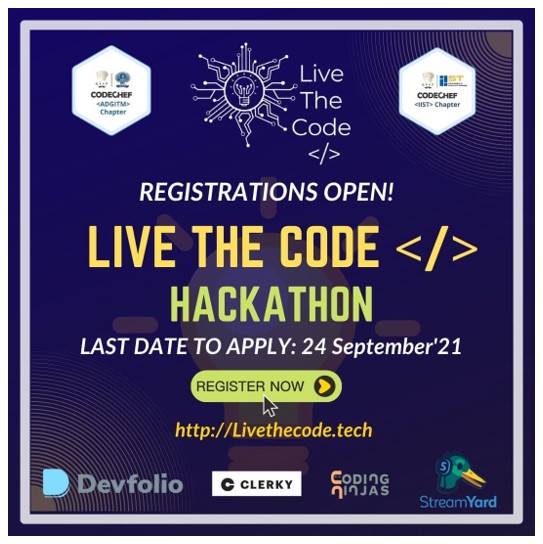 Live
The
Code
</>
CODECHEF
<ADGITM>
Chapter
IIST
CODECHEF
<IIST> Chapter
REGISTRATIONS OPEN!
LIVE THE CODE </>
HACKATHON
LAST DATE TO APPLY: 24 September'21
REGISTER NOW
http://Livethecode.tech
Devfolio
CLERKY
CODING
NINJAS
StreamYard